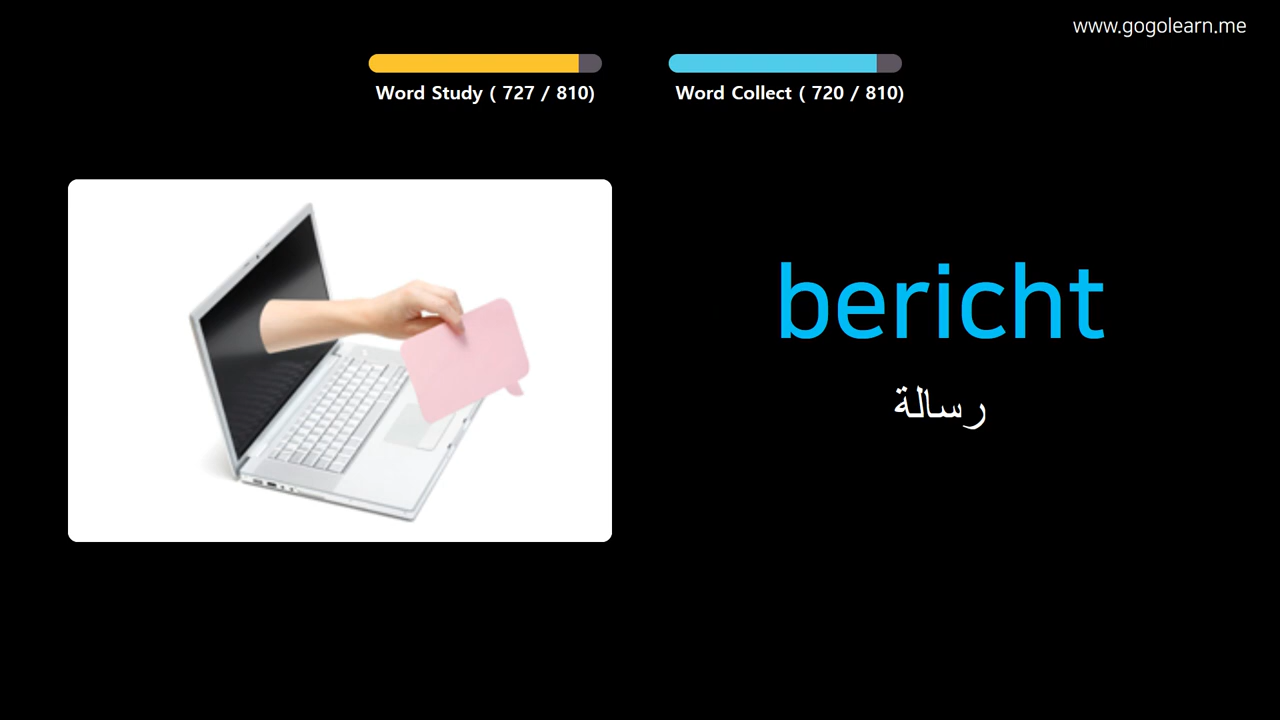 www.gogolearn.me
Word Study ( 727 / 810)
Word Collect ( 720 / 810)
bericht
رسالة